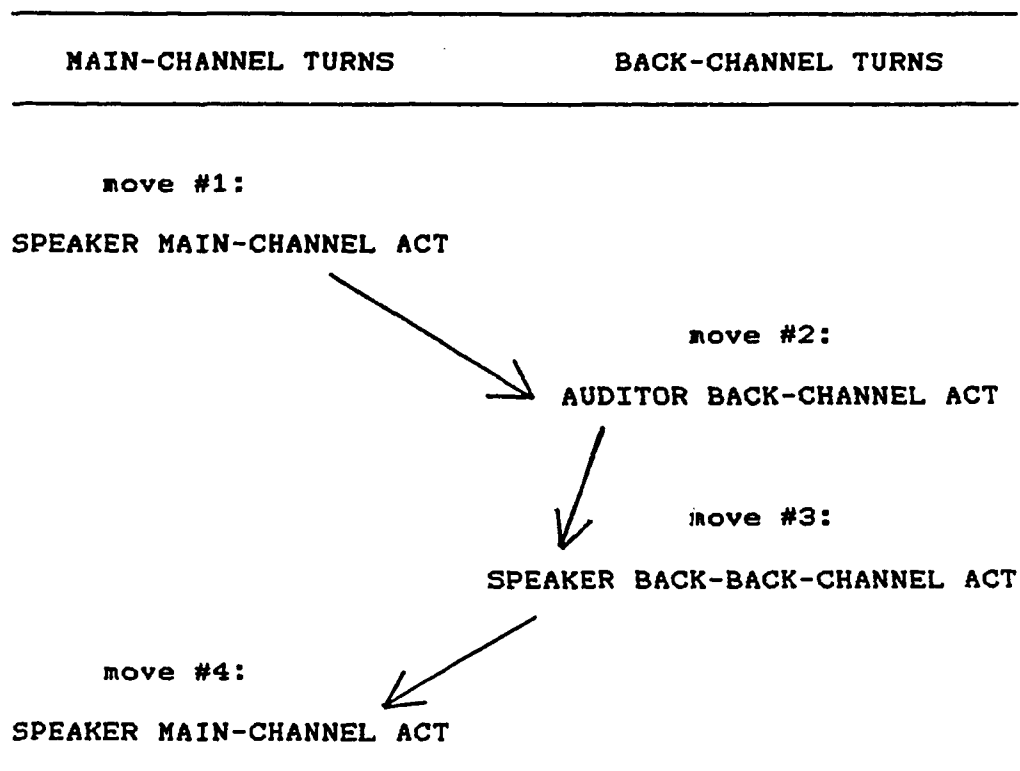 MAIN-CHANNEL TURNS BACK-CHANNEL TURNS
move #1:
SPEAKER MAIN-CHANNEL ACT
move #2:
AUDITOR BACK-CHANNEL ACT
move #3:
SPEAKER BACK-BACK-CHANNEL ACT
move #4:
SPEAKER MAIN-CHANNEL ACT